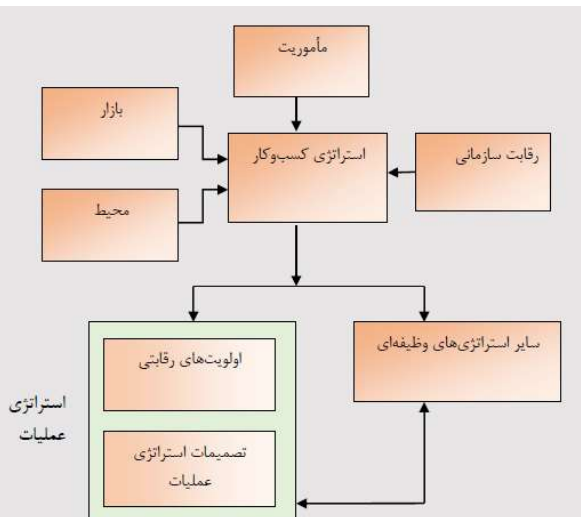 مأموریت
بازار
استراتژی کسب‌وکار
رقابت سازمانی
محیط
اولویت‌های رقابتی
سایر استراتژی‌های وظیفه‌ای
استراتژی
عملیات
تصمیمات استراتژی
عملیات